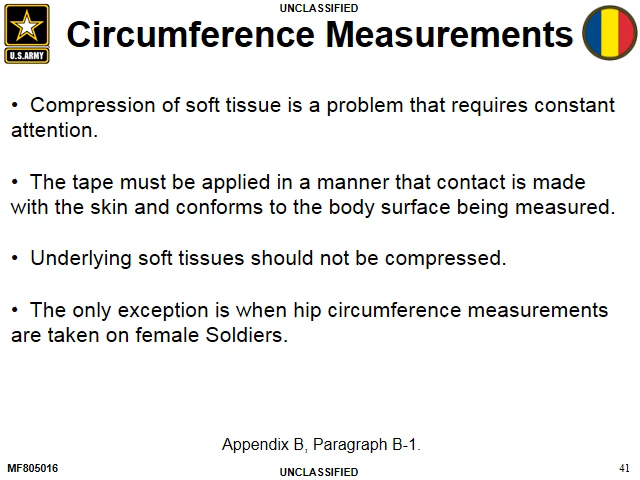 UNCLASSIFIED
Circumference Measurements
U.S.ARMY
• Compression of soft tissue is a problem that requires constant
attention.
• The tape must be applied in a manner that contact is made
with the skin and conforms to the body surface being measured.
• Underlying soft tissues should not be compressed.
• The only exception is when hip circumference measurements
are taken on female Soldiers.
Appendix B, Paragraph B-1.
MF805016
UNCLASSIFIED
41